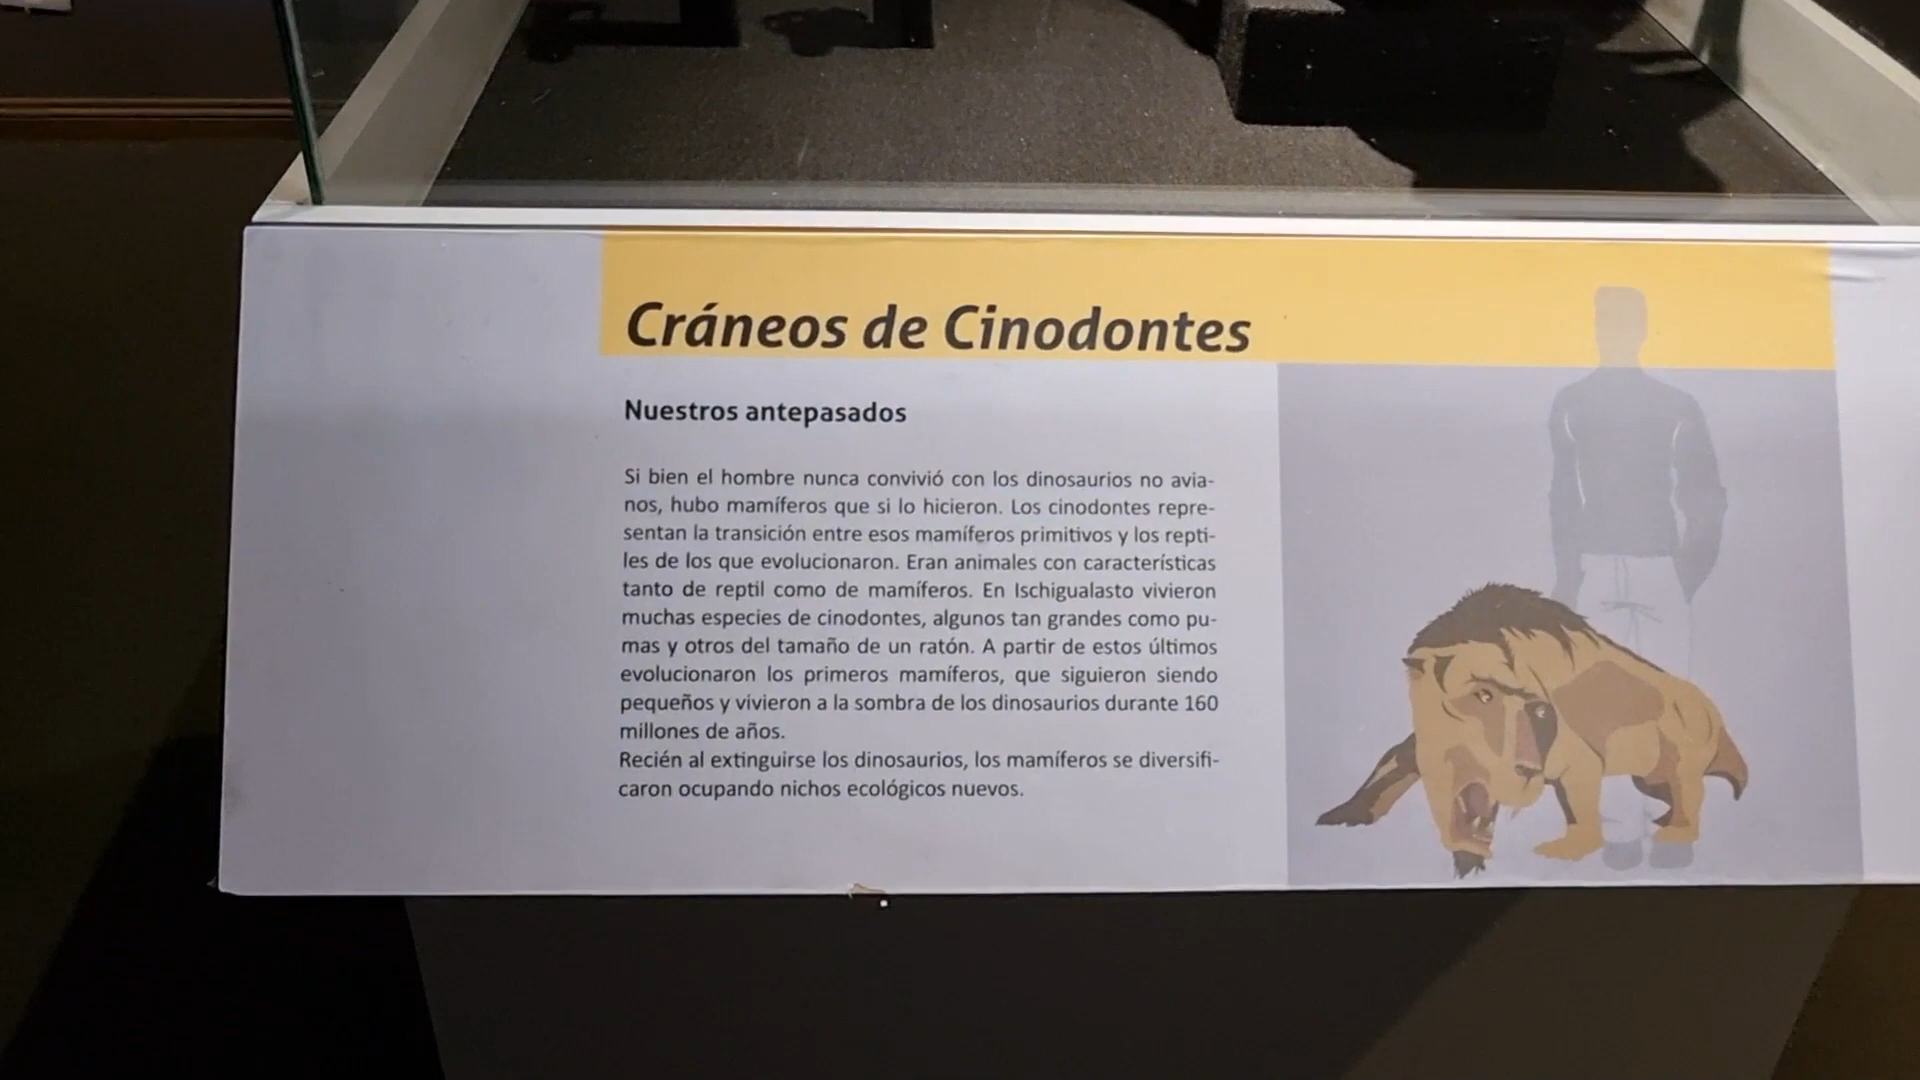 Cráneos de Cinodontes
Nuestros antepasados
Si bien el hombre nunca convivió con los dinosaurios no avia-
nos, hubo mamíferos que si lo hicieron. Los cinodontes repre-
sentan la transición entre esos mamíferos primitivos y los repti-
les de los que evolucionaron. Eran animales con características
tanto de reptil como de mamíferos. En Ischigualasto vivieron
muchas especies de cinodontes, algunos tan grandes como pu-
mas y otros del tamaño de un ratón. A partir de estos últimos
evolucionaron los primeros mamíferos, que siguieron siendo
pequeños y vivieron a la sombra de los dinosaurios durante 160
millones de años.
Recién al extinguirse los dinosaurios, los mamíferos se diversifi-
caron ocupando nichos ecológicos nuevos.